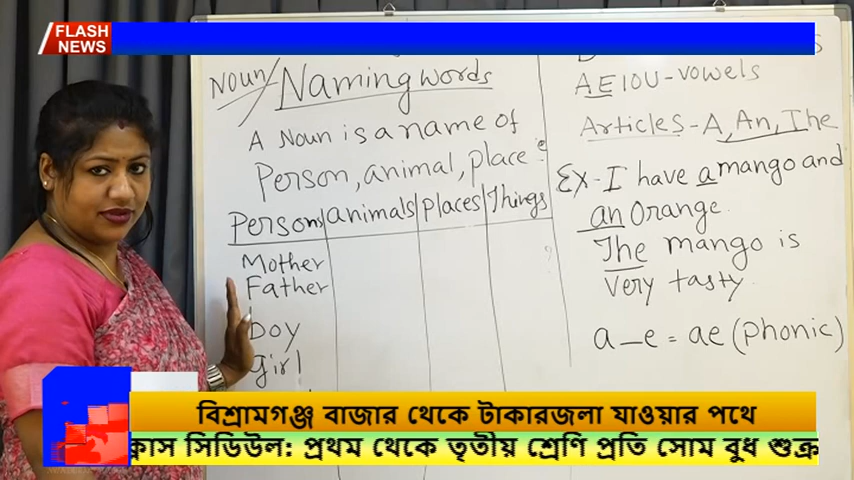 FLASH
NEWS
Noun/ Naming words
A Noun is a name of
Person, animal, place
Persons animals places Things
Mother
Father
boy
girl
A E I O U - vowels
Articles - A, An, The
Ex - I have a mango and
an Orange.
The mango is
very tasty
a_e = ae (Phonic)
বিশ্রামগঞ্জ বাজার থেকে টাকারজলা যাওয়ার পথে
ক্লাস সিডিউল: প্রথম থেকে তৃতীয় শ্রেণি প্রতি সোম বুধ শুক্র